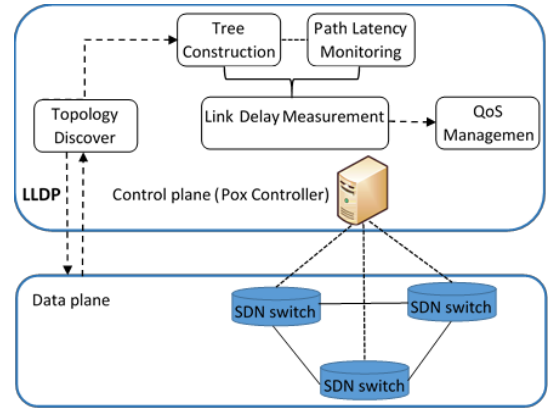 Tree
Construction
Path Latency
Monitoring
Topology
Discover
Link Delay Measurement
QoS
Managemen
LLDP
Control plane (Pox Controller)
Data plane
SDN switch
SDN switch
SDN switch